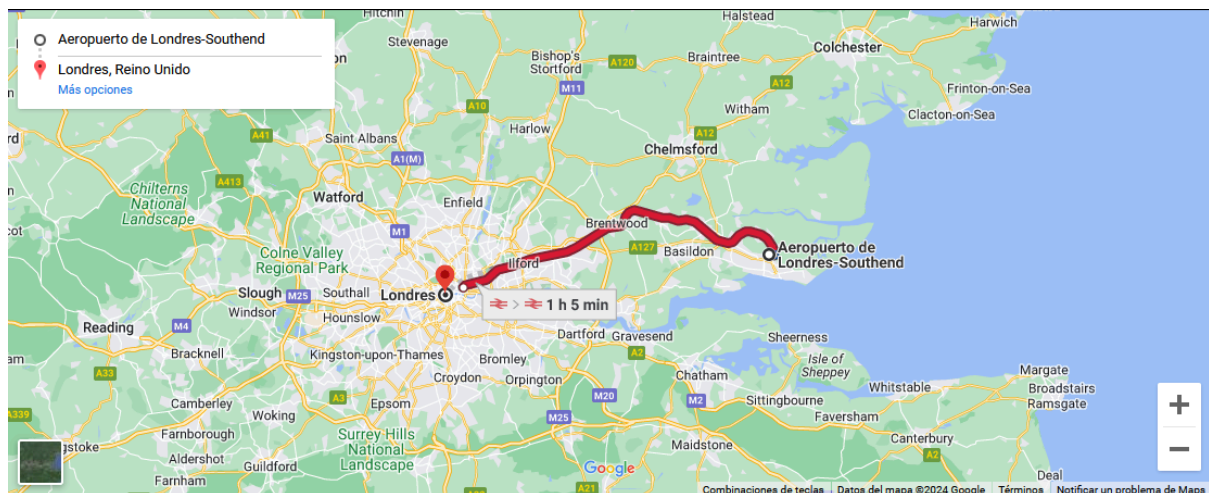 Aeropuerto de Londres-Southend
Londres, Reino Unido
Más opciones
Hitchin
Stevenage
Bishop's
Stortford
A120
Braintree
Halstead
Colchester
Harwich
A12
Frinton-on-Sea
Clacton-on-Sea
M11
A10
Witham
Harlow
A41
Saint Albans
A12
Chelmsford
A1(M)
A413
Chilterns
National
Landscape
Watford
Enfield
M1
M25
Brentwood
A127
Basildon
Aeropuerto de
Londres-Southend
Colne Valley
Regional Park
Ilford
Slough
M25
Southall
Londres
1 h 5 min
Windsor
Hounslow
Reading
M4
Dartford
Gravesend
A2
Sheerness
Bracknell
Kingston-upon-Thames
Bromley
Isle of
Sheppey
A33
Croydon
Orpington
Chatham
Whitstable
Margate
Broadstairs
Ramsgate
A339
Camberley
Woking
A3
Epsom
M20
M2
Sittingbourne
Faversham
M25
Farnborough
Surrey Hills
National
Landscape
Maidstone
Canterbury
A2
Aldershot
Guildford
Farnham
Google
A21
Deal
Combinaciones de teclas
Datos del mapa ©2024 Google
Términos
Notificar un problema de Maps